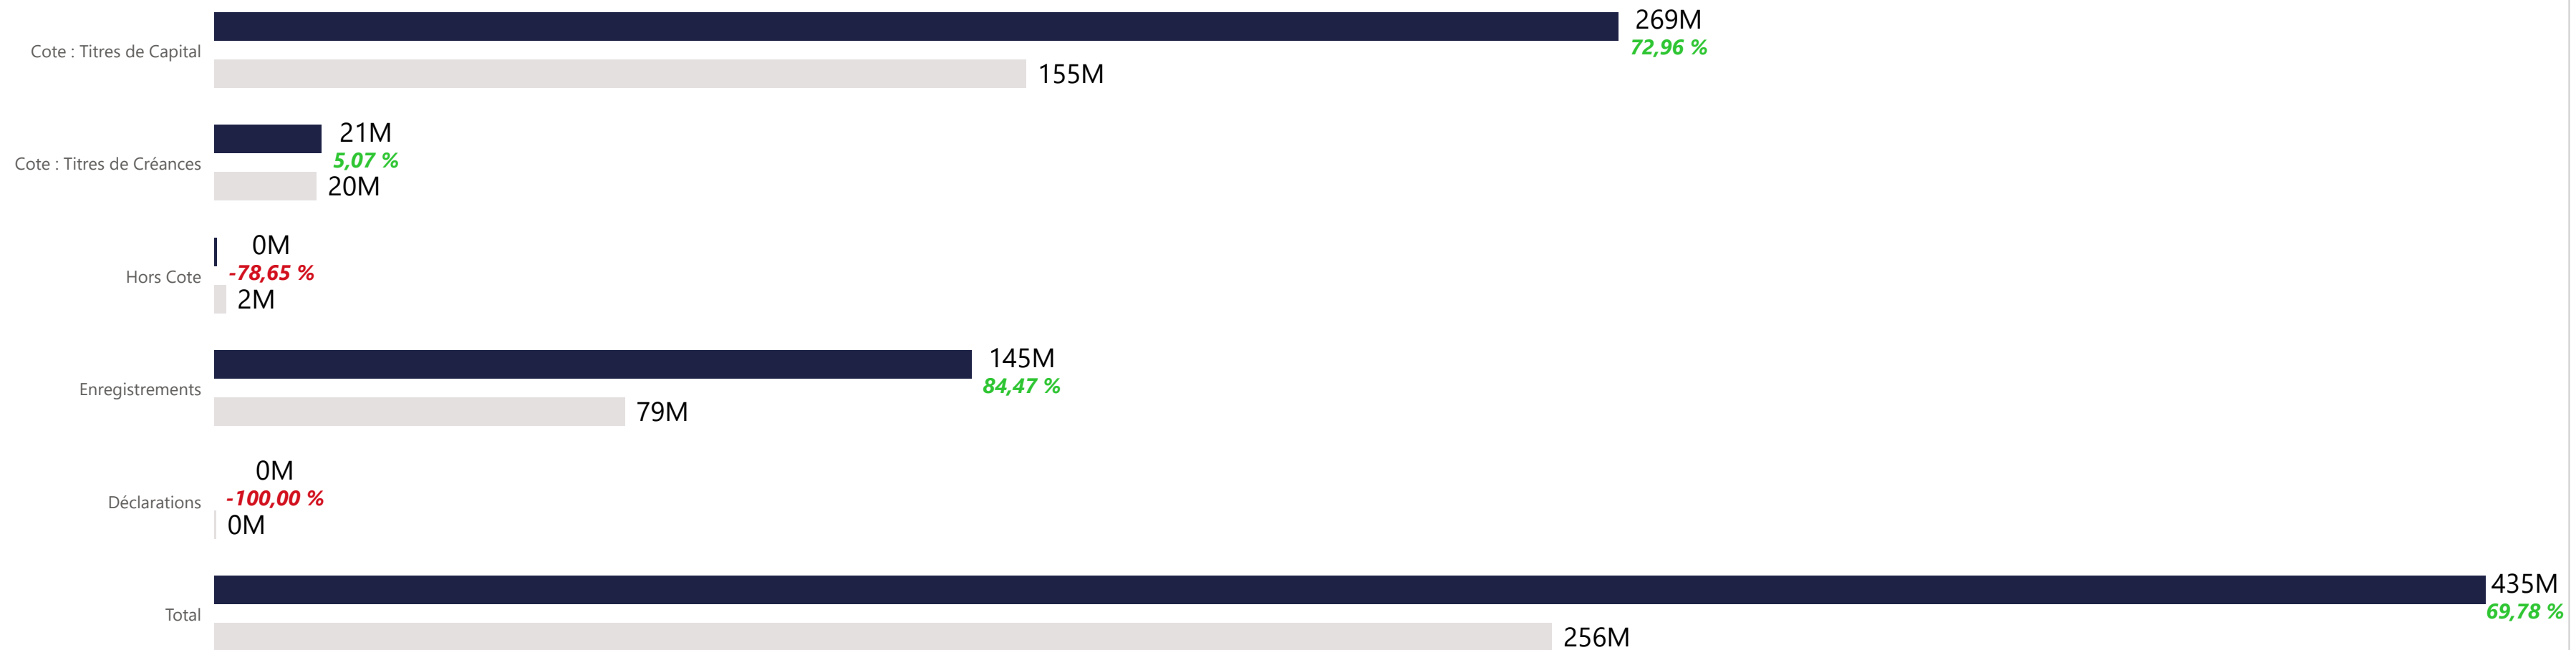 269M
72,96 %
Cote : Titres de Capital
155M
21M
5,07 %
Cote : Titres de Créances
20M
0M
-78,65 %
Hors Cote
2M
145M
84,47 %
Enregistrements
79M
0M
-100,00 %
Déclarations
0M
435M
69,78 %
Total
256M